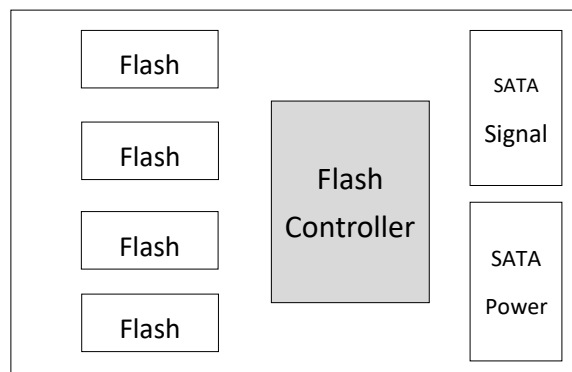 Flash
Flash
Flash
Flash
Flash
Controller
SATA
Signal
SATA
Power